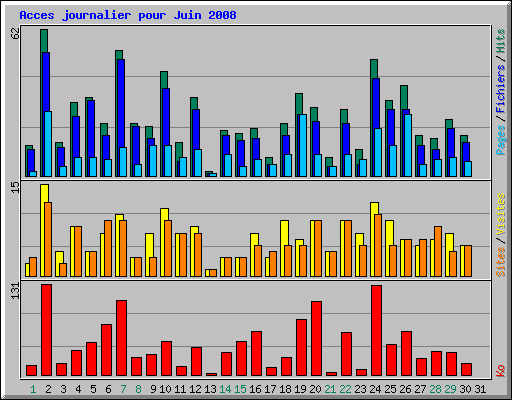 Acces journalier pour Juin 2008
62
Pages / Fichiers / Hits
15
Sites / Visites
131
Ko
1 2 3 4 5 6 7 8 9 10 11 12 13 14 15 16 17 18 19 20 21 22 23 24 25 26 27 28 29 30 31